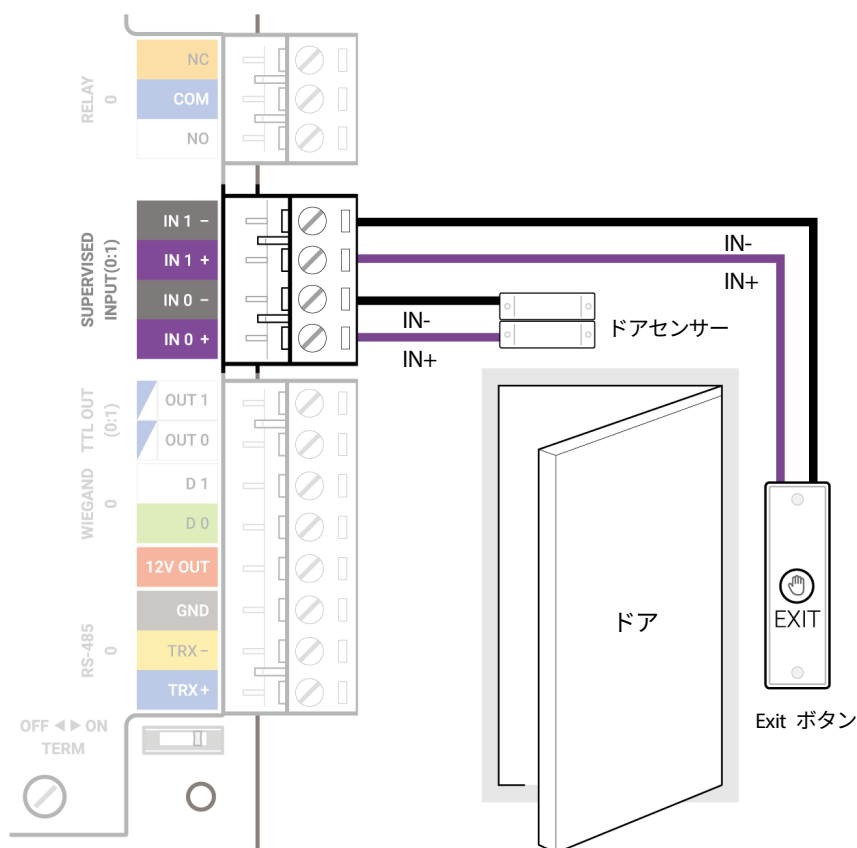 RELAY
0
NC
COM
NO
SUPERVISED
INPUT(0:1)
IN 1 −
IN 1 +
IN 0 −
IN 0 +
IN-
IN+
IN-
IN+
ドアセンサー
TTL OUT
(0:1)
OUT 1
OUT 0
WIEGAND
0
D 1
D 0
12V OUT
GND
RS-485
0
TRX −
TRX +
OFF ◀ ▶ ON
TERM
ドア
EXIT
Exit ボタン